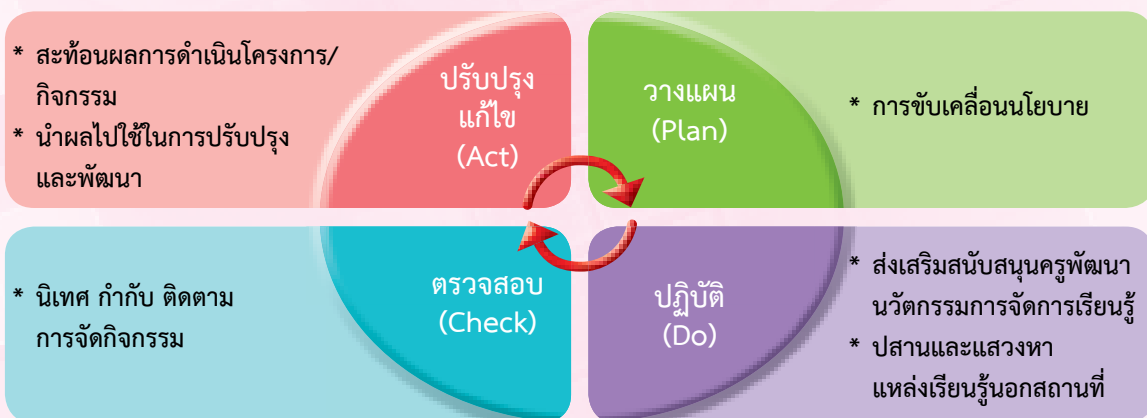 * สะท้อนผลการดำเนินโครงการ/
กิจกรรม
* นำผลไปใช้ในการปรับปรุง
และพัฒนา
ปรับปรุง
แก้ไข
(Act)
วางแผน
(Plan)
* การขับเคลื่อนนโยบาย
* นิเทศ กำกับ ติดตาม
การจัดกิจกรรม
ตรวจสอบ
(Check)
ปฏิบัติ
(Do)
* ส่งเสริมสนับสนุนครูพัฒนา
นวัตกรรมการจัดการเรียนรู้
* ปสานและแสวงหา
แหล่งเรียนรู้นอกสถานที่